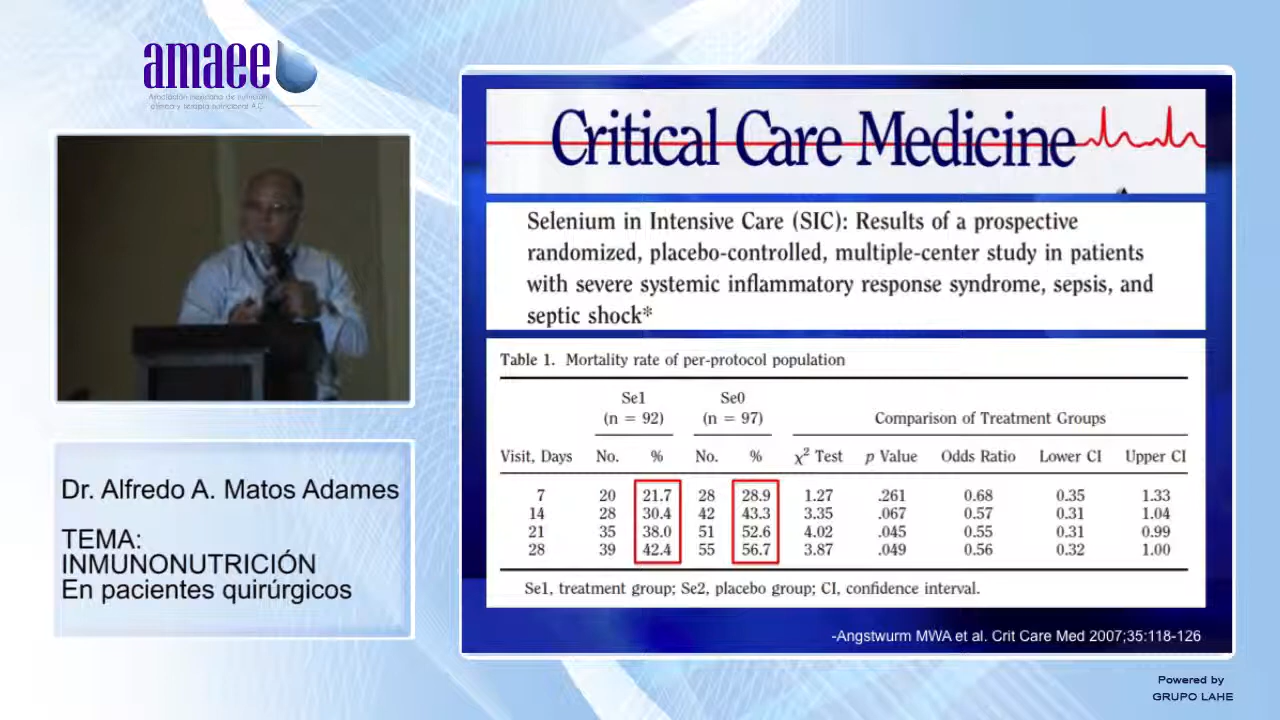 amaee
Asociación mexicana de nutrición
clínica y terapia nutricional A.C.
Dr. Alfredo A. Matos Adames
TEMA:
INMUNONUTRICIÓN
En pacientes quirúrgicos
Critical Care Medicine
Selenium in Intensive Care (SIC): Results of a prospective
randomized, placebo-controlled, multiple-center study in patients
with severe systemic inflammatory response syndrome, sepsis, and
septic shock*
Table 1. Mortality rate of per-protocol population
Se1 Se0
(n = 92) (n = 97) Comparison of Treatment Groups
Visit, Days No. % No. % χ² Test p Value Odds Ratio Lower CI Upper CI
7 20 21.7 28 28.9 1.27 .261 0.68 0.35 1.33
14 28 30.4 42 43.3 3.35 .067 0.57 0.31 1.04
21 35 38.0 51 52.6 4.02 .045 0.55 0.31 0.99
28 39 42.4 55 56.7 3.87 .049 0.56 0.32 1.00
Se1, treatment group; Se2, placebo group; CI, confidence interval.
-Angstwurm MWA et al. Crit Care Med 2007;35:118-126
Powered by
GRUPO LAHE